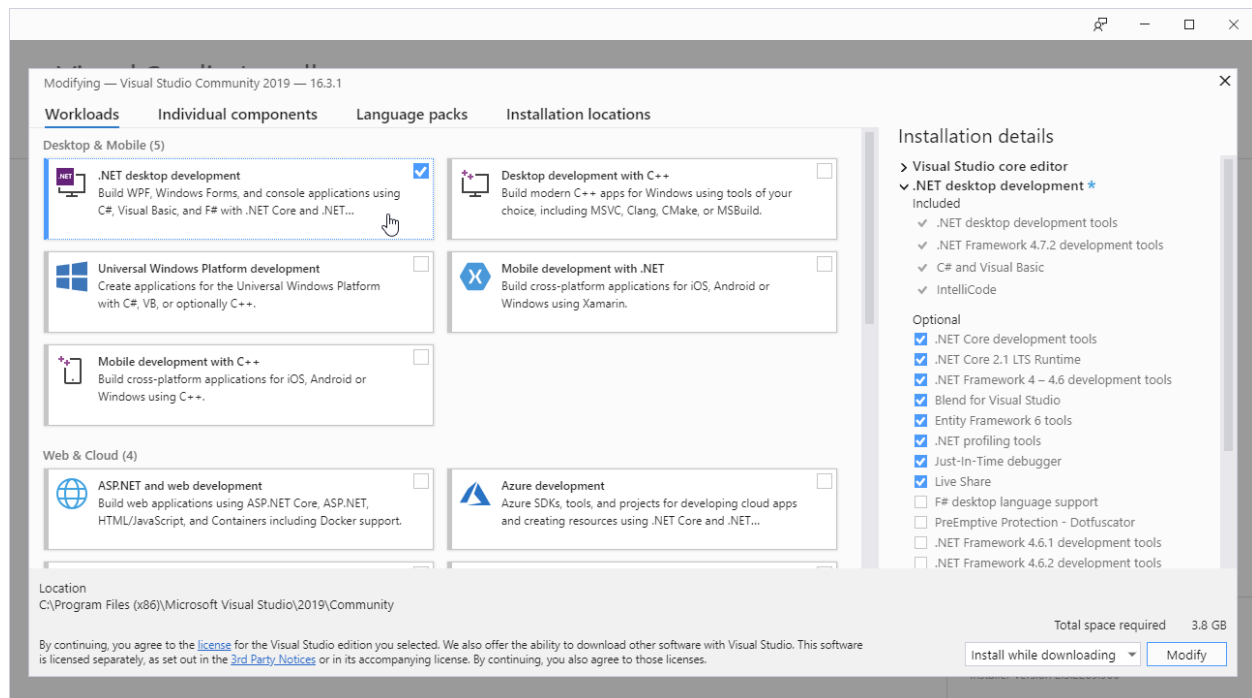 Modifying — Visual Studio Community 2019 — 16.3.1
Workloads
Individual components
Language packs
Installation locations
Desktop & Mobile (5)
.NET
.NET desktop development
Build WPF, Windows Forms, and console applications using
C#, Visual Basic, and F# with .NET Core and .NET...
Desktop development with C++
Build modern C++ apps for Windows using tools of your
choice, including MSVC, Clang, CMake, or MSBuild.
Universal Windows Platform development
Create applications for the Universal Windows Platform
with C#, VB, or optionally C++.
Mobile development with .NET
Build cross-platform applications for iOS, Android or
Windows using Xamarin.
Mobile development with C++
Build cross-platform applications for iOS, Android or
Windows using C++.
Web & Cloud (4)
ASP.NET and web development
Build web applications using ASP.NET Core, ASP.NET,
HTML/JavaScript, and Containers including Docker support.
Azure development
Azure SDKs, tools, and projects for developing cloud apps
and creating resources using .NET Core and .NET...
Installation details
Visual Studio core editor
.NET desktop development *
Included
.NET desktop development tools
.NET Framework 4.7.2 development tools
C# and Visual Basic
IntelliCode
Optional
.NET Core development tools
.NET Core 2.1 LTS Runtime
.NET Framework 4 – 4.6 development tools
Blend for Visual Studio
Entity Framework 6 tools
.NET profiling tools
Just-In-Time debugger
Live Share
F# desktop language support
PreEmptive Protection - Dotfuscator
.NET Framework 4.6.1 development tools
.NET Framework 4.6.2 development tools
Location
C:\Program Files (x86)\Microsoft Visual Studio\2019\Community
Total space required 3.8 GB
By continuing, you agree to the license for the Visual Studio edition you selected. We also offer the ability to download other software with Visual Studio. This software
is licensed separately, as set out in the 3rd Party Notices or in its accompanying license. By continuing, you also agree to those licenses.
Install while downloading
Modify